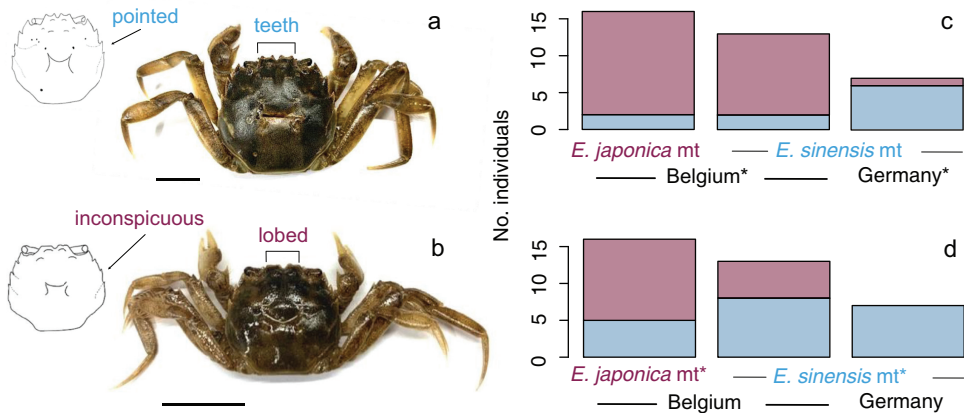 a
pointed
teeth
inconspicuous
lobed
b
No. individuals
c
15
10
5
0
E. japonica mt
E. sinensis mt
Belgium*
Germany*
d
15
10
5
0
E. japonica mt*
E. sinensis mt*
Belgium
Germany